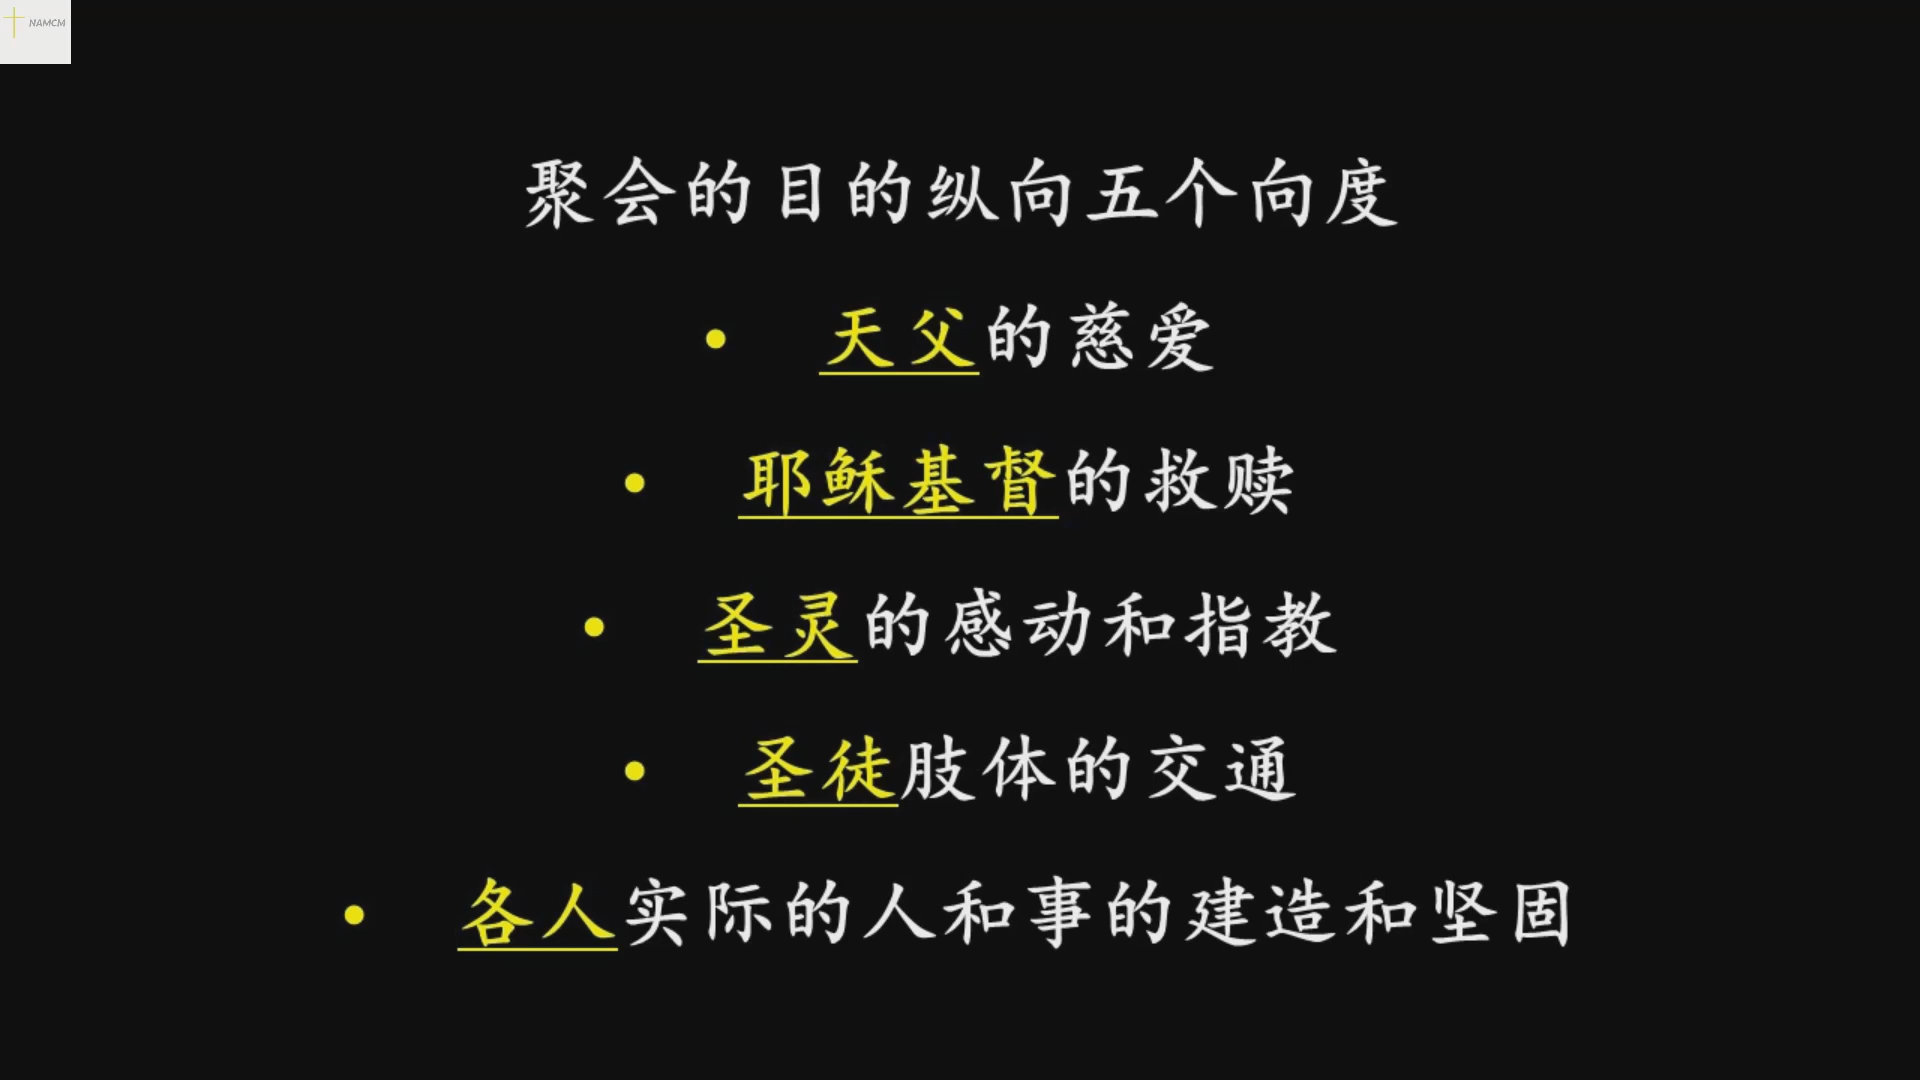 NAMCM
聚会的目的纵向五个向度
• 天父的慈爱
• 耶稣基督的救赎
• 圣灵的感动和指教
• 圣徒肢体的交通
• 各人实际的人和事的建造和坚固